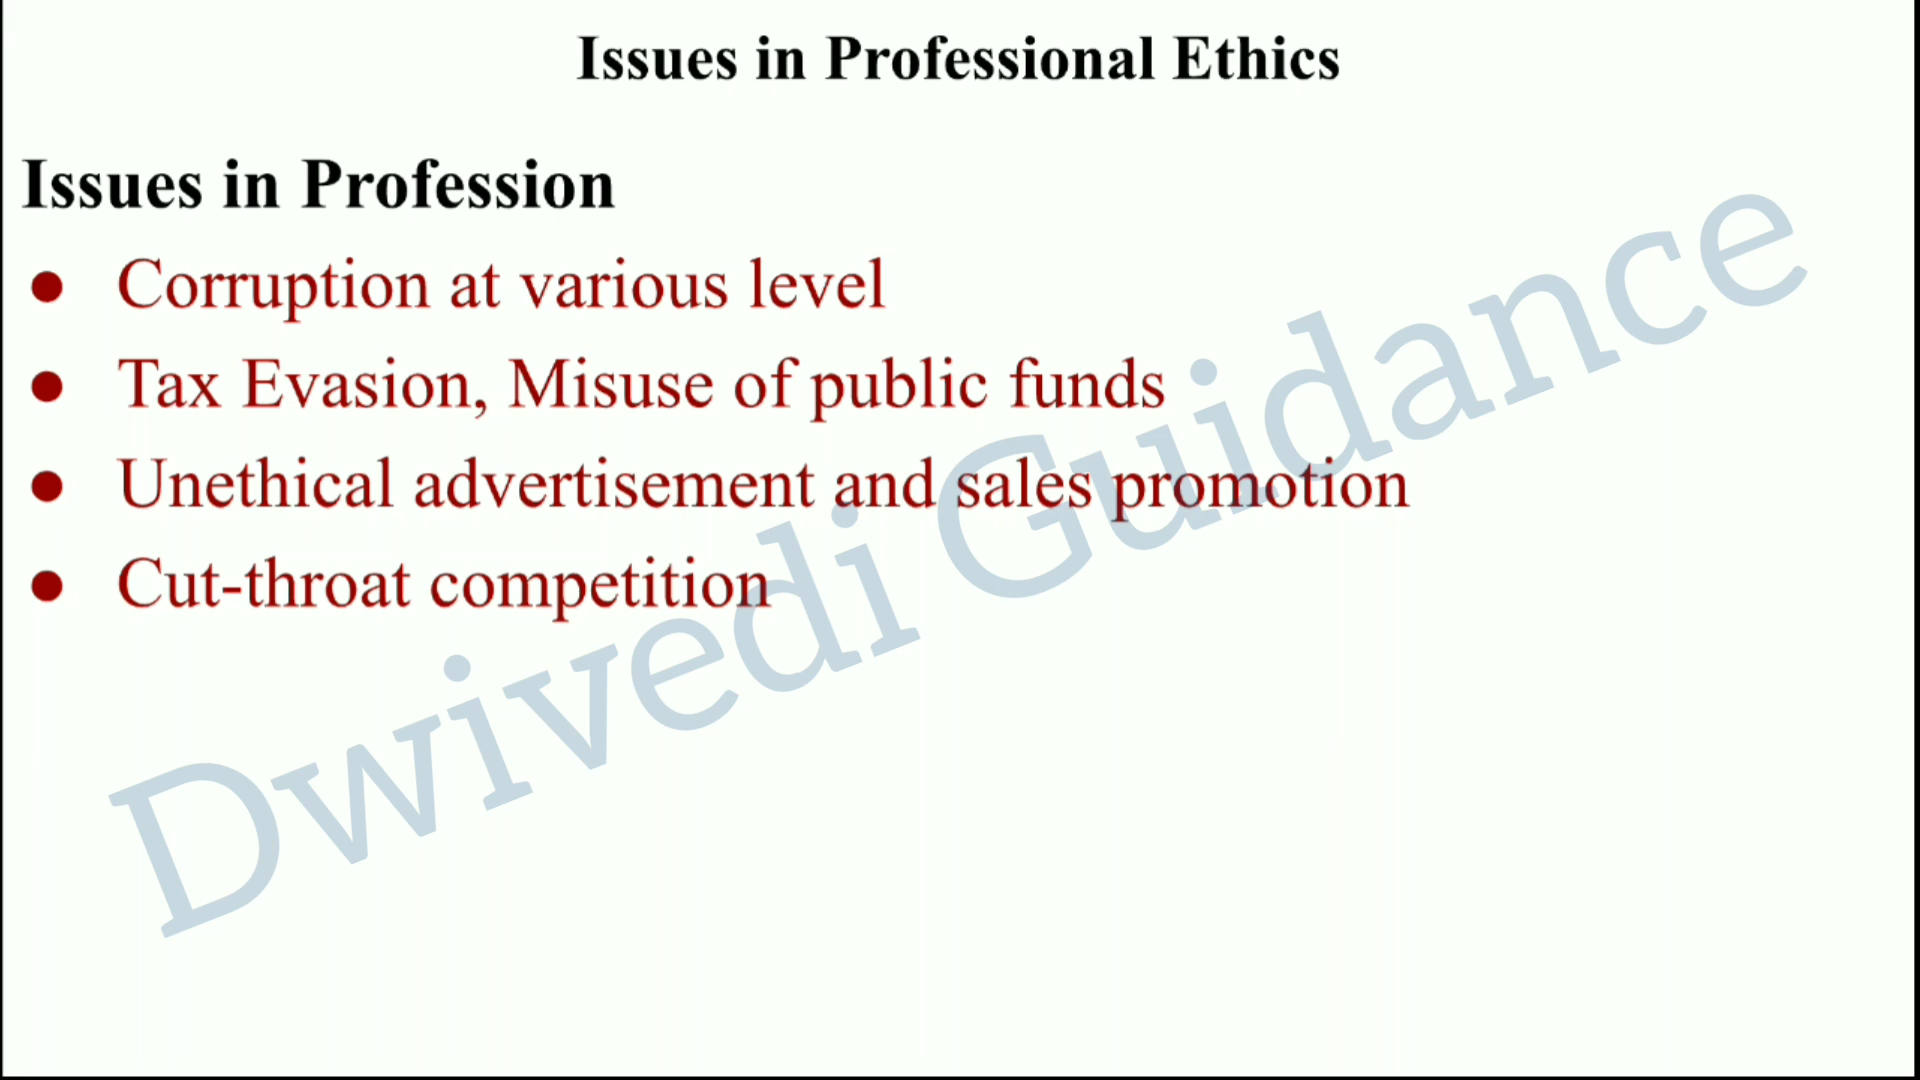 Issues in Professional Ethics
Issues in Profession
● Corruption at various level
● Tax Evasion, Misuse of public funds
● Unethical advertisement and sales promotion
● Cut-throat competition
Dwivedi Guidance